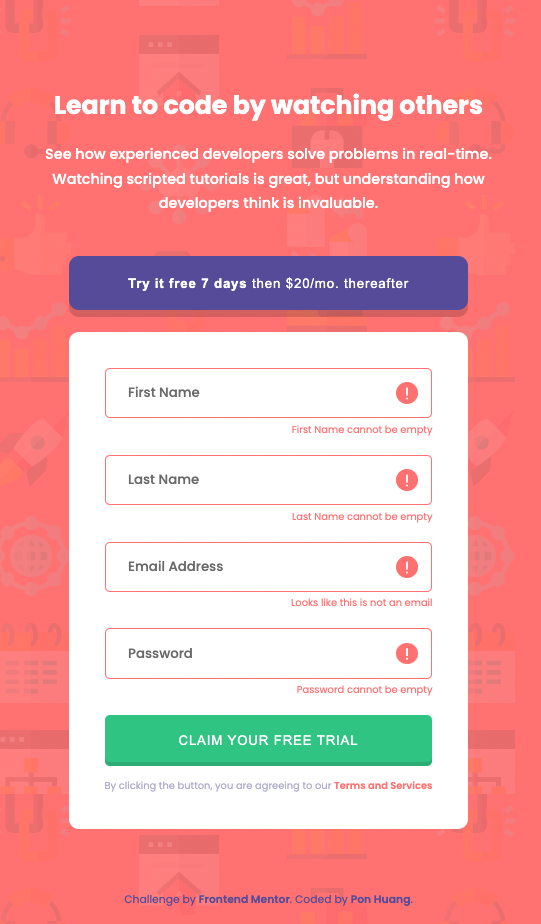 Learn to code by watching others
See how experienced developers solve problems in real-time.
Watching scripted tutorials is great, but understanding how
developers think is invaluable.
Try it free 7 days then $20/mo. thereafter
First Name
First Name cannot be empty
Last Name
Last Name cannot be empty
Email Address
Looks like this is not an email
Password
Password cannot be empty
CLAIM YOUR FREE TRIAL
By clicking the button, you are agreeing to our Terms and Services
Challenge by Frontend Mentor. Coded by Pon Huang.